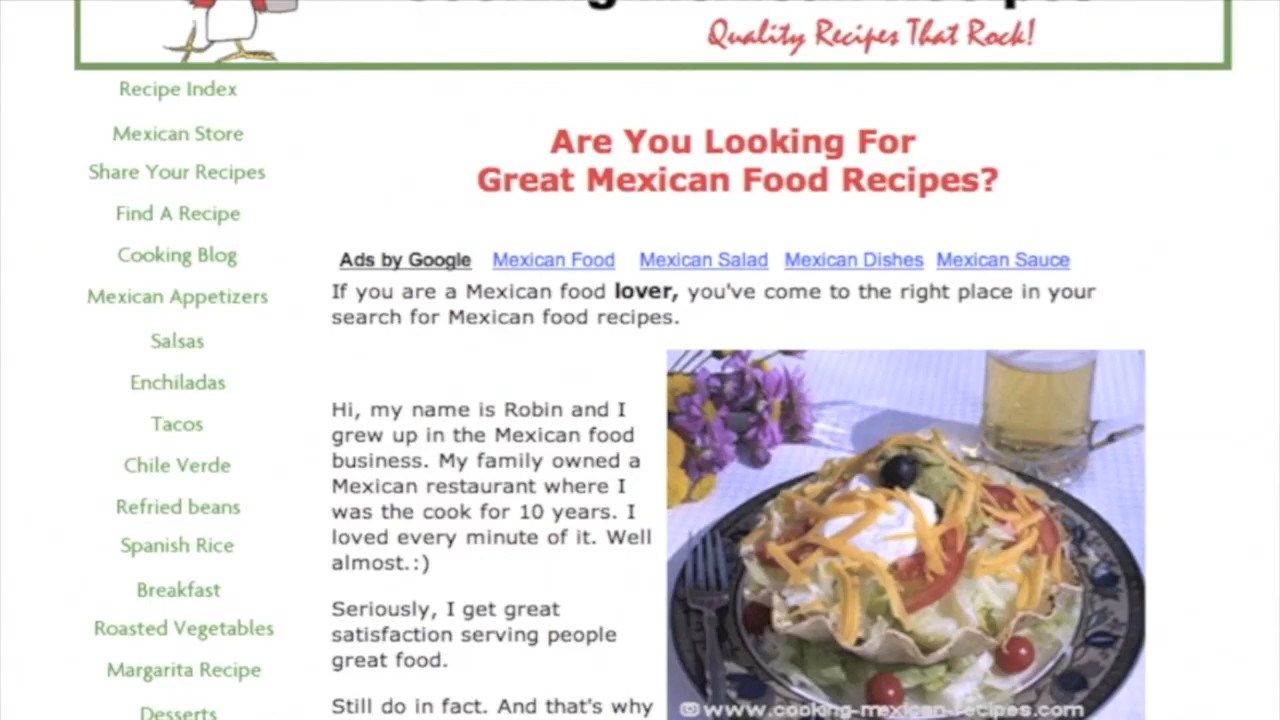 Cooking Mexican Recipes
Quality Recipes That Rock!
Recipe Index
Mexican Store
Share Your Recipes
Find A Recipe
Cooking Blog
Mexican Appetizers
Salsas
Enchiladas
Tacos
Chile Verde
Refried beans
Spanish Rice
Breakfast
Roasted Vegetables
Margarita Recipe
Desserts
Are You Looking For
Great Mexican Food Recipes?
Ads by Google Mexican Food Mexican Salad Mexican Dishes Mexican Sauce
If you are a Mexican food lover, you've come to the right place in your
search for Mexican food recipes.
Hi, my name is Robin and I
grew up in the Mexican food
business. My family owned a
Mexican restaurant where I
was the cook for 10 years. I
loved every minute of it. Well
almost.:)
Seriously, I get great
satisfaction serving people
great food.
Still do in fact. And that's why
© www.cooking-mexican-recipes.com